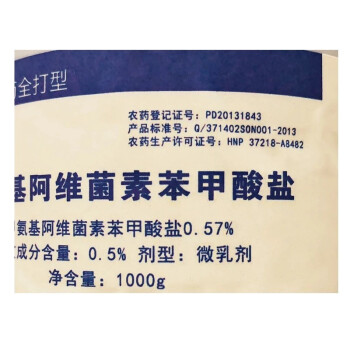 全打型
农药登记证号：PD20131843
产品标准号：Q/371402SON001-2013
农药生产许可证号：HNP 37218-A8482
基阿维菌素苯甲酸盐
氨基阿维菌素苯甲酸盐0.57%
成分含量：0.5% 剂型：微乳剂
净含量：1000g